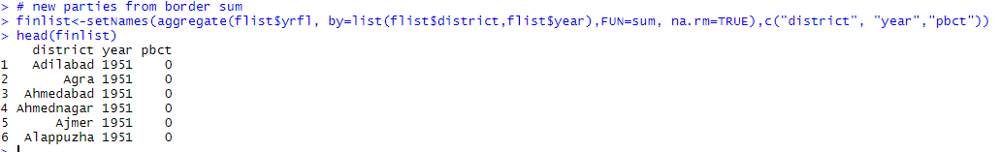 > # new parties from border sum
> finlist<-setNames(aggregate(flist$yrfl, by=list(flist$district,flist$year),FUN=sum, na.rm=TRUE),c("district", "year","pbct"))
> head(finlist)
district year pbct
1 Adilabad 1951 0
2 Agra 1951 0
3 Ahmedabad 1951 0
4 Ahmednagar 1951 0
5 Ajmer 1951 0
6 Alappuzha 1951 0
>